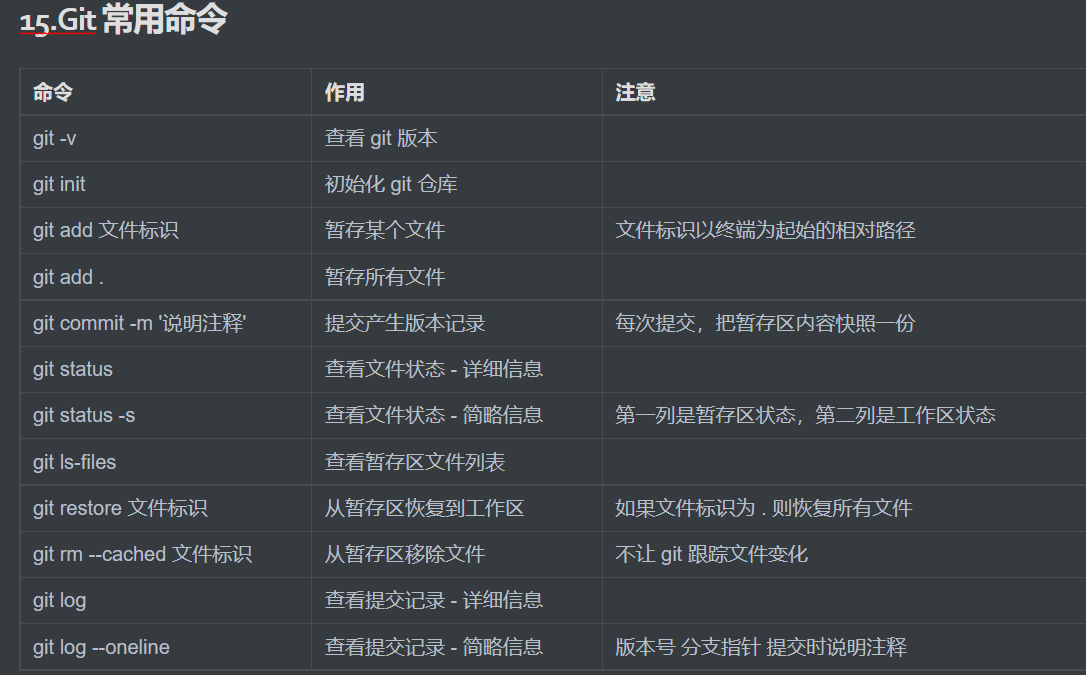 15.Git 常用命令
命令 作用 注意
git -v 查看 git 版本
git init 初始化 git 仓库
git add 文件标识 暂存某个文件 文件标识以终端为起始的相对路径
git add . 暂存所有文件
git commit -m '说明注释' 提交产生版本记录 每次提交，把暂存区内容快照一份
git status 查看文件状态 - 详细信息
git status -s 查看文件状态 - 简略信息 第一列是暂存区状态，第二列是工作区状态
git ls-files 查看暂存区文件列表
git restore 文件标识 从暂存区恢复到工作区 如果文件标识为 . 则恢复所有文件
git rm --cached 文件标识 从暂存区移除文件 不让 git 跟踪文件变化
git log 查看提交记录 - 详细信息
git log --oneline 查看提交记录 - 简略信息 版本号 分支指针 提交时说明注释